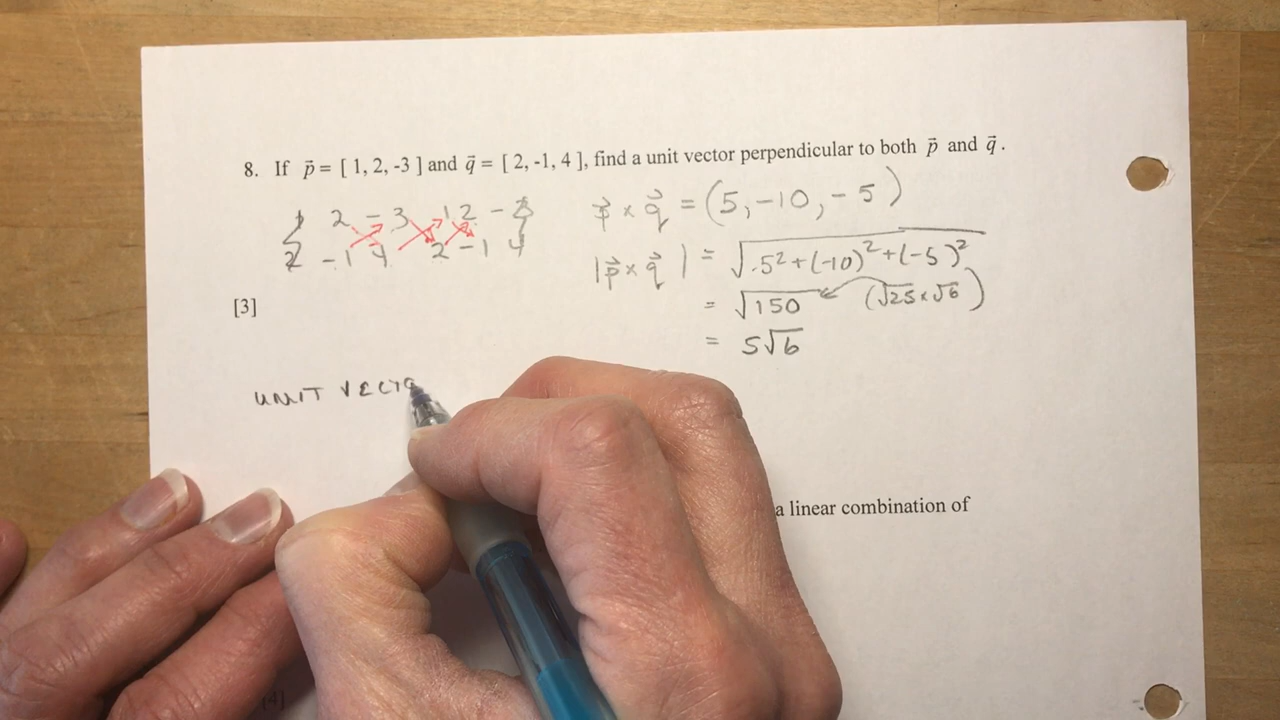 8. If p⃗ = [ 1, 2, -3 ] and q⃗ = [ 2, -1, 4 ], find a unit vector perpendicular to both p⃗ and q⃗ .
1 2 -3 1 2 -3
2 -1 4 2 -1 4
p⃗ × q⃗ = (5, -10, -5)
|p⃗ × q⃗| = √5² + (-10)² + (-5)²
= √150 (√25 × √6)
= 5√6
[3]
UNIT VECTO
a linear combination of
[4]